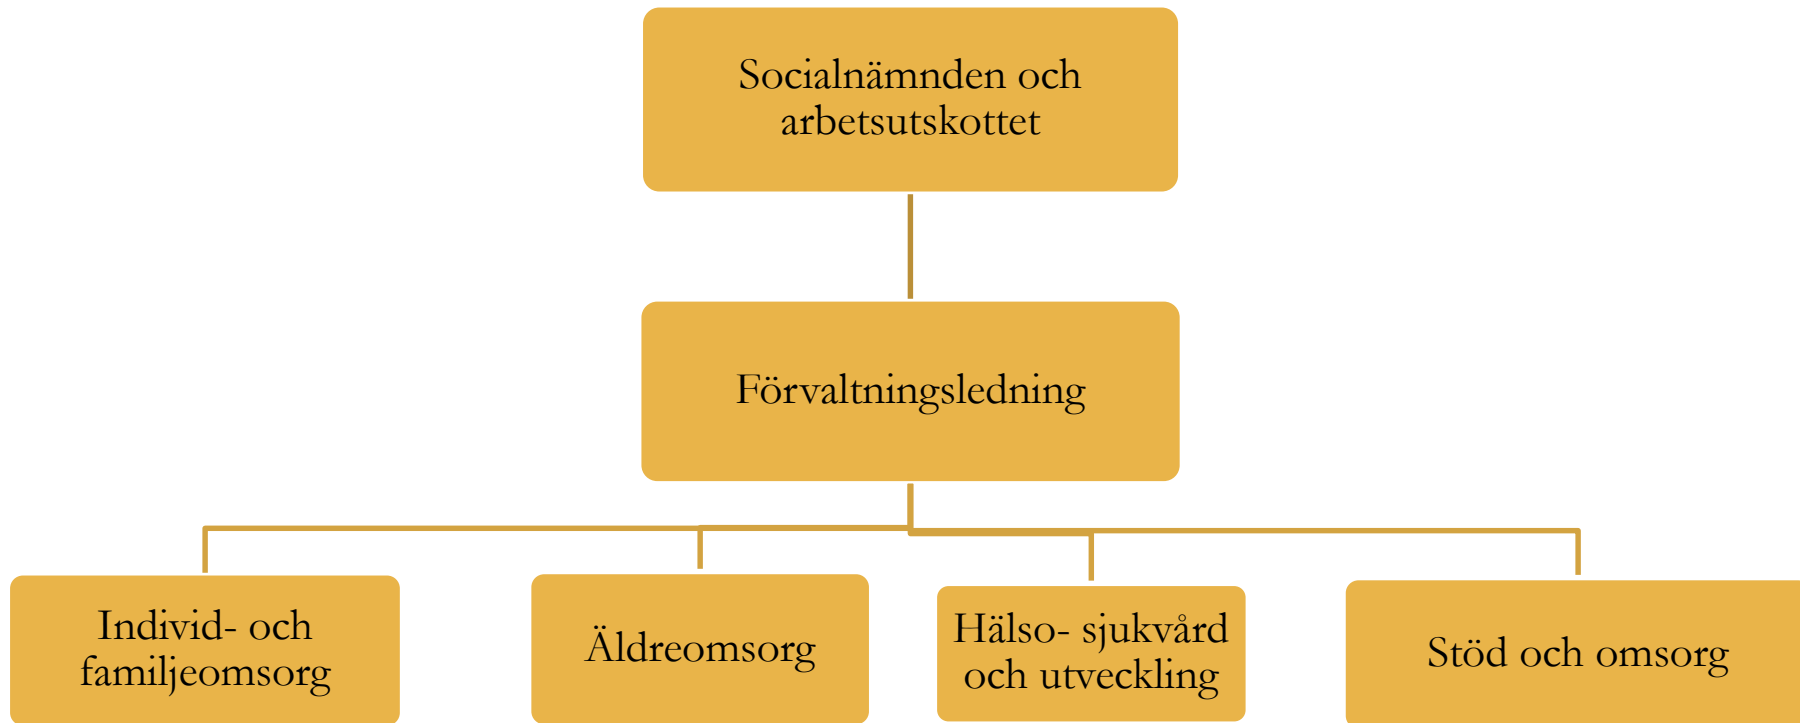 Socialnämnden och
arbetsutskottet
Förvaltningsledning
Individ- och
familjeomsorg
Äldreomsorg
Hälso- sjukvård
och utveckling
Stöd och omsorg